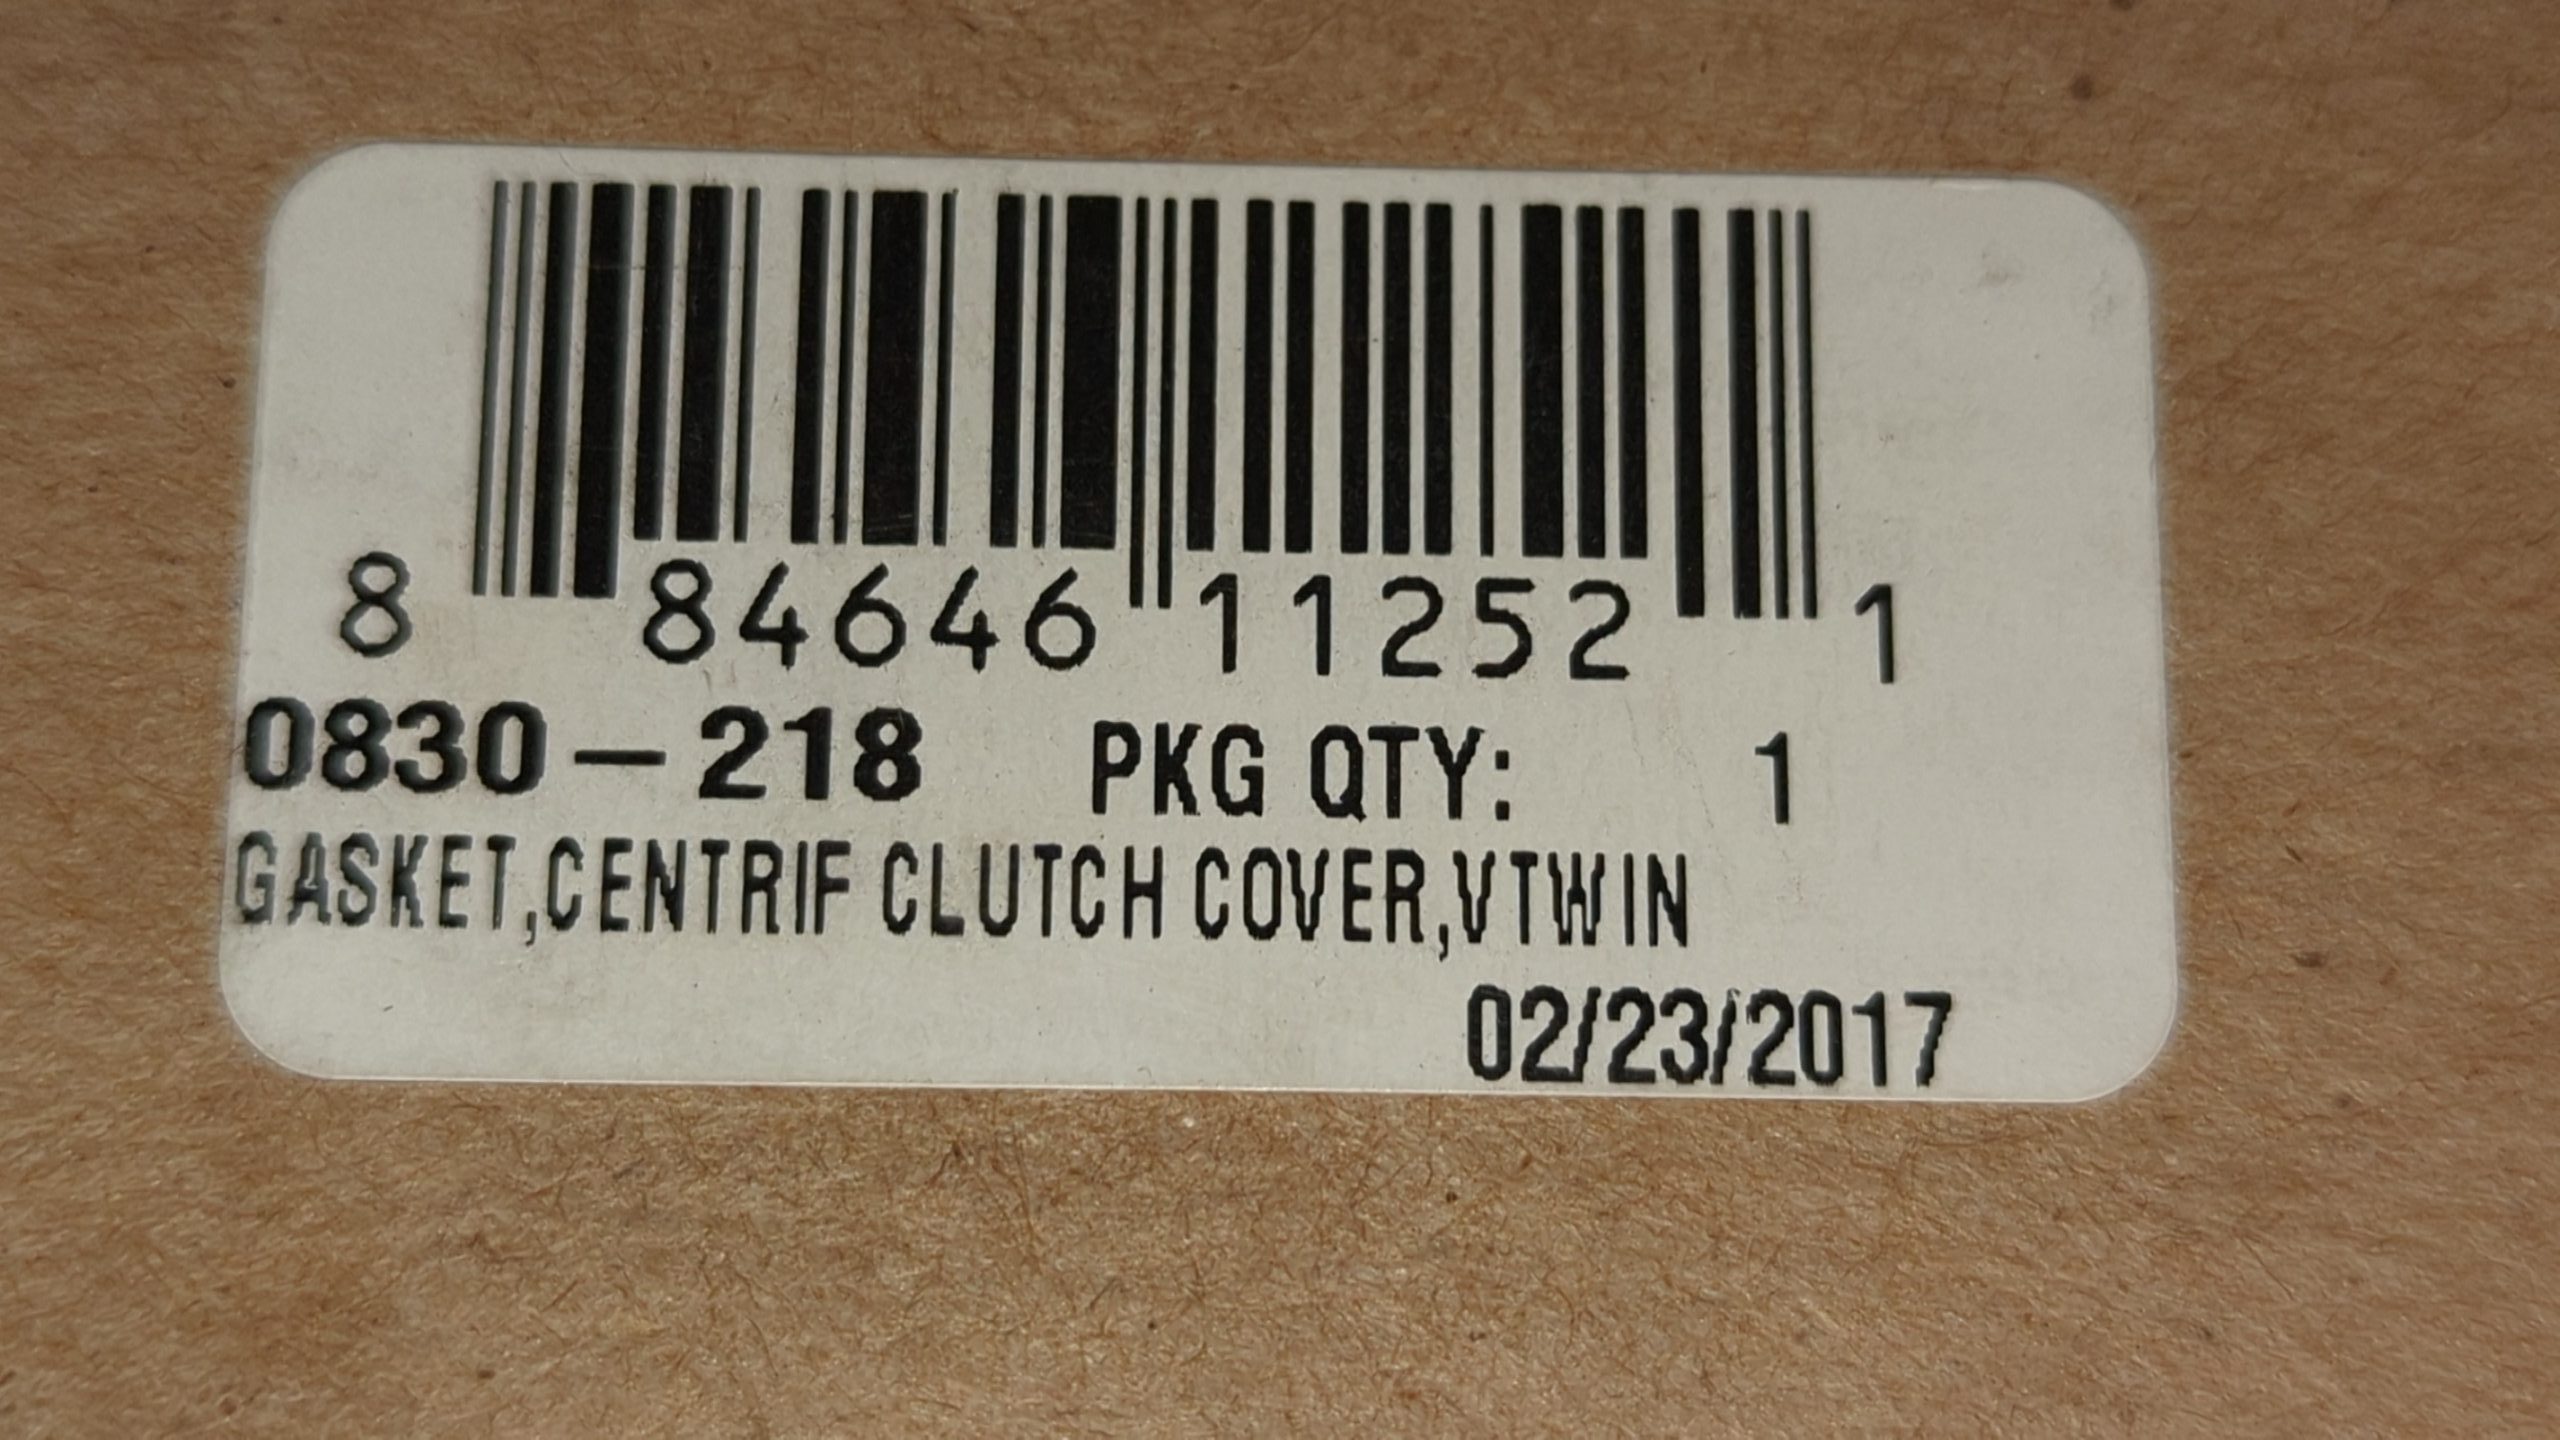 8 84646 11252 1
0830-218 PKG QTY: 1
GASKET,CENTRIF CLUTCH COVER,VTWIN
02/23/2017